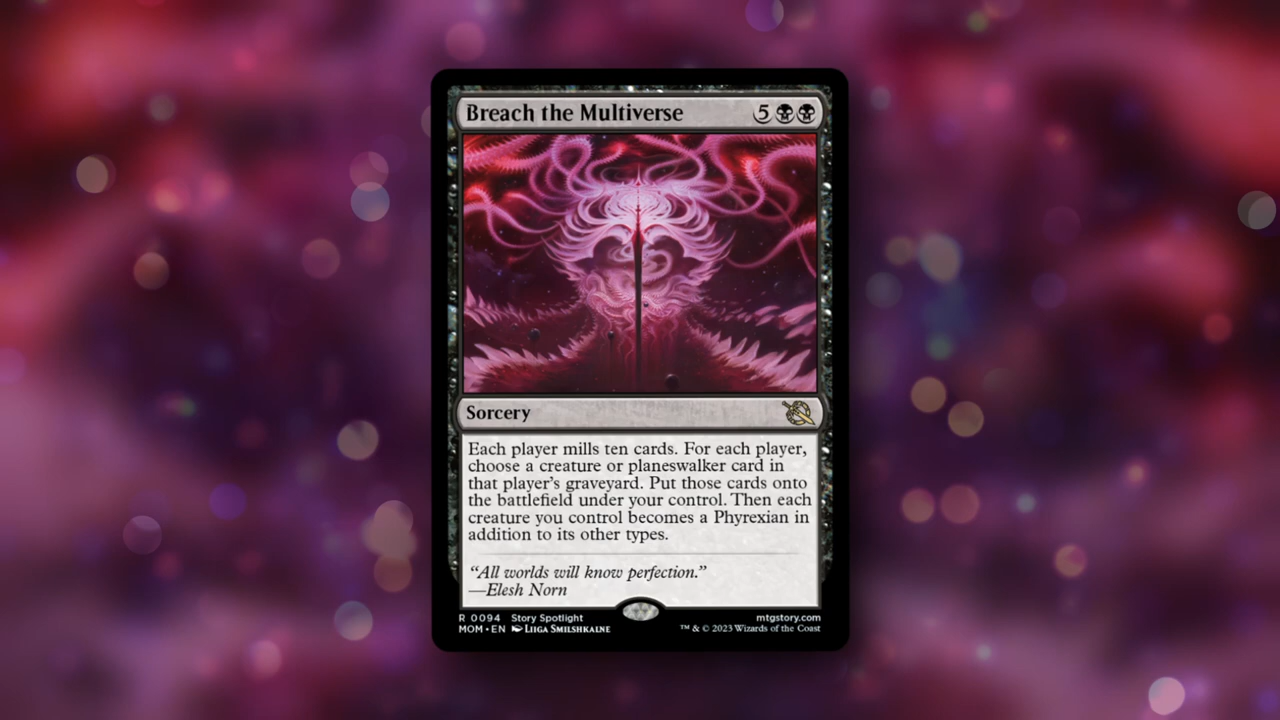 Breach the Multiverse 5
Sorcery
Each player mills ten cards. For each player,
choose a creature or planeswalker card in
that player's graveyard. Put those cards onto
the battlefield under your control. Then each
creature you control becomes a Phyrexian in
addition to its other types.
“All worlds will know perfection.”
—Elesh Norn
R 0094 Story Spotlight mtgstory.com
MOM • EN Liiga Smilshkalne ™ & © 2023 Wizards of the Coast